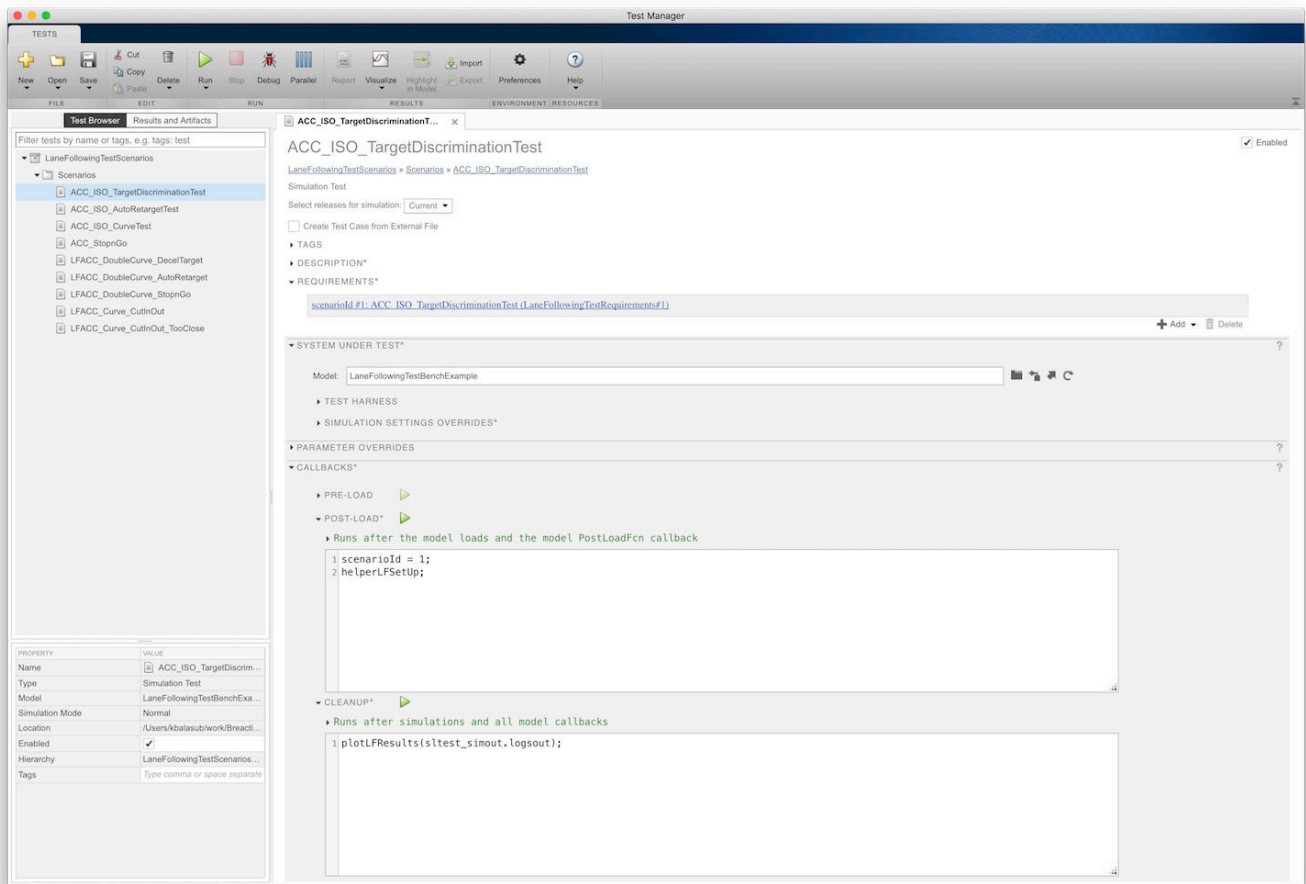 Test Manager
TESTS
New
Open
Save
Cut
Copy
Paste
Delete
Run
Stop
Debug
Parallel
Report
Visualize
Highlight
in Model
Import
Export
Preferences
Help
FILE
EDIT
RUN
RESULTS
ENVIRONMENT
RESOURCES
Test Browser
Results and Artifacts
Filter tests by name or tags, e.g. tags: test
LaneFollowingTestScenarios
Scenarios
ACC_ISO_TargetDiscriminationTest
ACC_ISO_AutoRetargetTest
ACC_ISO_CurveTest
ACC_StopnGo
LFACC_DoubleCurve_DecelTarget
LFACC_DoubleCurve_AutoRetarget
LFACC_DoubleCurve_StopnGo
LFACC_Curve_CutInOut
LFACC_Curve_CutInOut_TooClose
PROPERTY VALUE
Name ACC_ISO_TargetDiscrim...
Type Simulation Test
Model LaneFollowingTestBenchExa...
Simulation Mode Normal
Location /Users/kbalasub/work/Breacti...
Enabled
Hierarchy LaneFollowingTestScenarios...
Tags Type comma or space separate
ACC_ISO_TargetDiscriminationT... x
ACC_ISO_TargetDiscriminationTest
Enabled
LaneFollowingTestScenarios » Scenarios » ACC_ISO_TargetDiscriminationTest
Simulation Test
Select releases for simulation: Current
Create Test Case from External File
TAGS
DESCRIPTION*
REQUIREMENTS*
scenarioId #1: ACC_ISO_TargetDiscriminationTest (LaneFollowingTestRequirements#1)
Add Delete
SYSTEM UNDER TEST* ?
Model: LaneFollowingTestBenchExample
TEST HARNESS
SIMULATION SETTINGS OVERRIDES*
PARAMETER OVERRIDES ?
CALLBACKS* ?
PRE-LOAD
POST-LOAD*
Runs after the model loads and the model PostLoadFcn callback
1 scenarioId = 1;
2 helperLFSetUp;
CLEANUP*
Runs after simulations and all model callbacks
1 plotLFResults(sltest_simout.logsout);